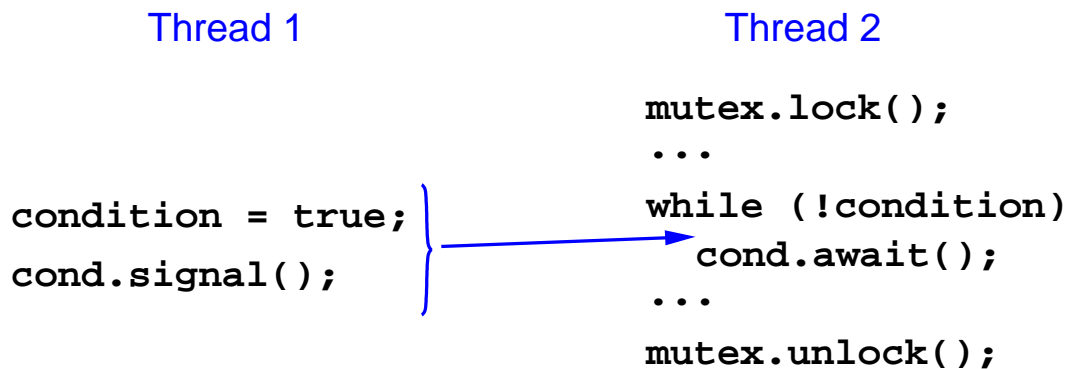 Thread 1
Thread 2
condition = true;
cond.signal();
mutex.lock();
...
while (!condition)
cond.await();
...
mutex.unlock();